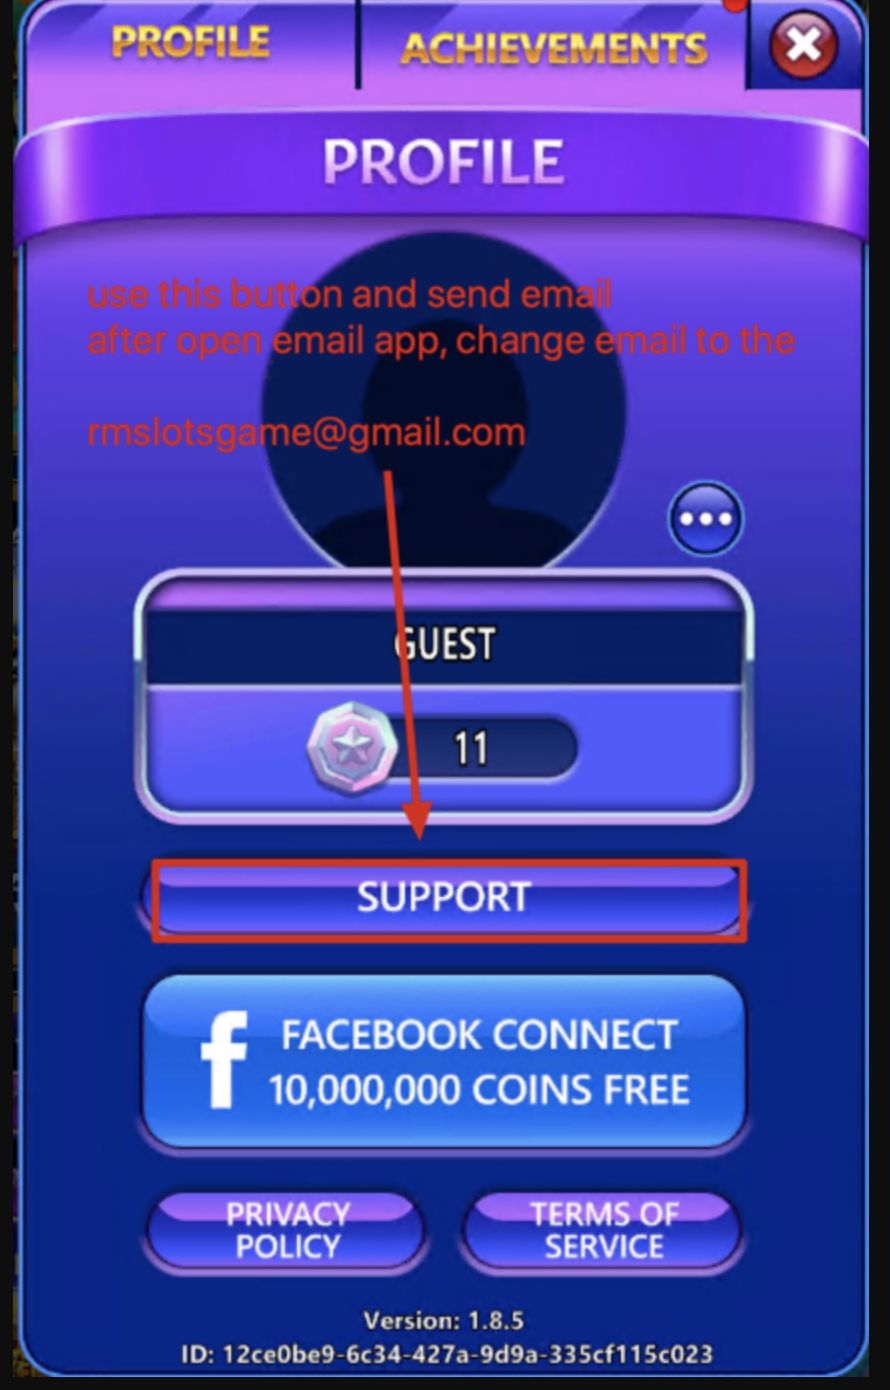 PROFILE
ACHIEVEMENTS
PROFILE
use this button and send email
after open email app, change email to the
rmslotsgame@gmail.com
GUEST
11
SUPPORT
f
FACEBOOK CONNECT
10,000,000 COINS FREE
PRIVACY
POLICY
TERMS OF
SERVICE
Version: 1.8.5
ID: 12ce0be9-6c34-427a-9d9a-335cf115c023